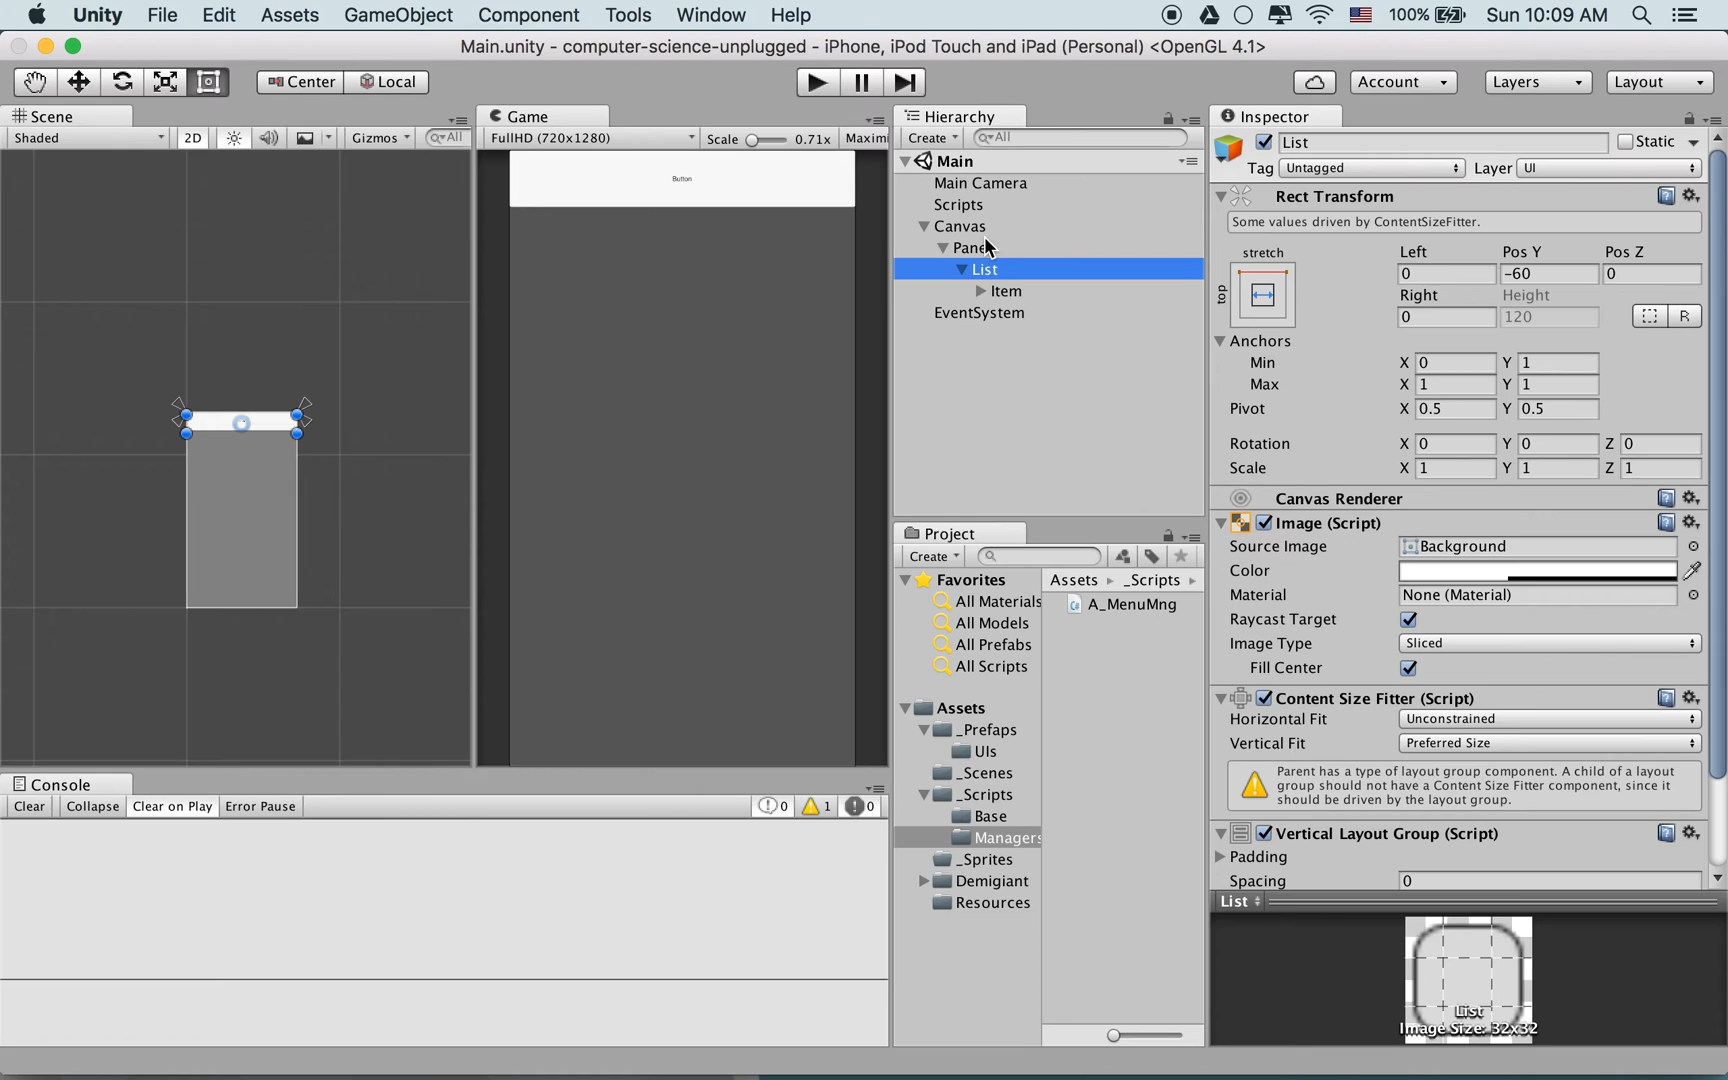 Unity File Edit Assets GameObject Component Tools Window Help 100% Sun 10:09 AM
Main.unity - computer-science-unplugged - iPhone, iPod Touch and iPad (Personal) <OpenGL 4.1>
Center Local Account Layers Layout
Scene
Shaded 2D Gizmos All
Game
FullHD (720x1280) Scale 0.71x Maxim
Button
Hierarchy
Create All
Main
Main Camera
Scripts
Canvas
Pane
List
Item
EventSystem
Project
Create
Favorites
All Materials
All Models
All Prefabs
All Scripts
Assets
_Prefaps
UIs
_Scenes
_Scripts
Base
Managers
_Sprites
Demigiant
Resources
Assets _Scripts
A_MenuMng
Console
Clear Collapse Clear on Play Error Pause 0 1 0
Inspector
List Static
Tag Untagged Layer UI
Rect Transform
Some values driven by ContentSizeFitter.
stretch Left Pos Y Pos Z
top 0 -60 0
Right Height
0 120 R
Anchors
Min X 0 Y 1
Max X 1 Y 1
Pivot X 0.5 Y 0.5
Rotation X 0 Y 0 Z 0
Scale X 1 Y 1 Z 1
Canvas Renderer
Image (Script)
Source Image Background
Color
Material None (Material)
Raycast Target
Image Type Sliced
Fill Center
Content Size Fitter (Script)
Horizontal Fit Unconstrained
Vertical Fit Preferred Size
Parent has a type of layout group component. A child of a layout
group should not have a Content Size Fitter component, since it
should be driven by the layout group.
Vertical Layout Group (Script)
Padding
Spacing 0
List
List
Image Size: 32x32